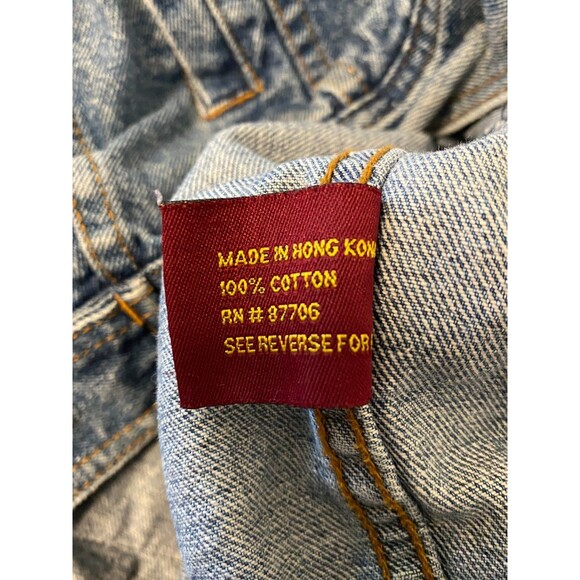 MADE IN HONG KON
100% COTTON
RN # 87706
SEE REVERSE FOR